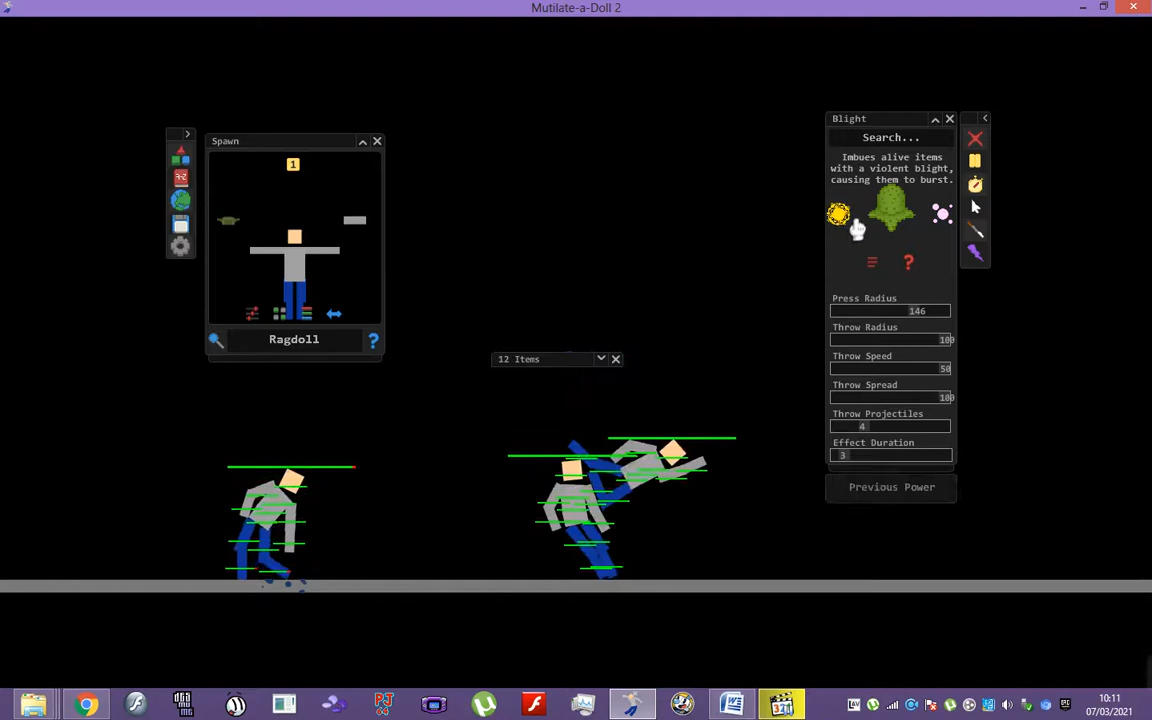 Mutilate-a-Doll 2
Spawn
1
Ragdoll
?
12 Items
Blight
Search...
Imbues alive items
with a violent blight,
causing them to burst.
?
Press Radius
146
Throw Radius
100
Throw Speed
50
Throw Spread
100
Throw Projectiles
4
Effect Duration
3
Previous Power
10:11
07/03/2021